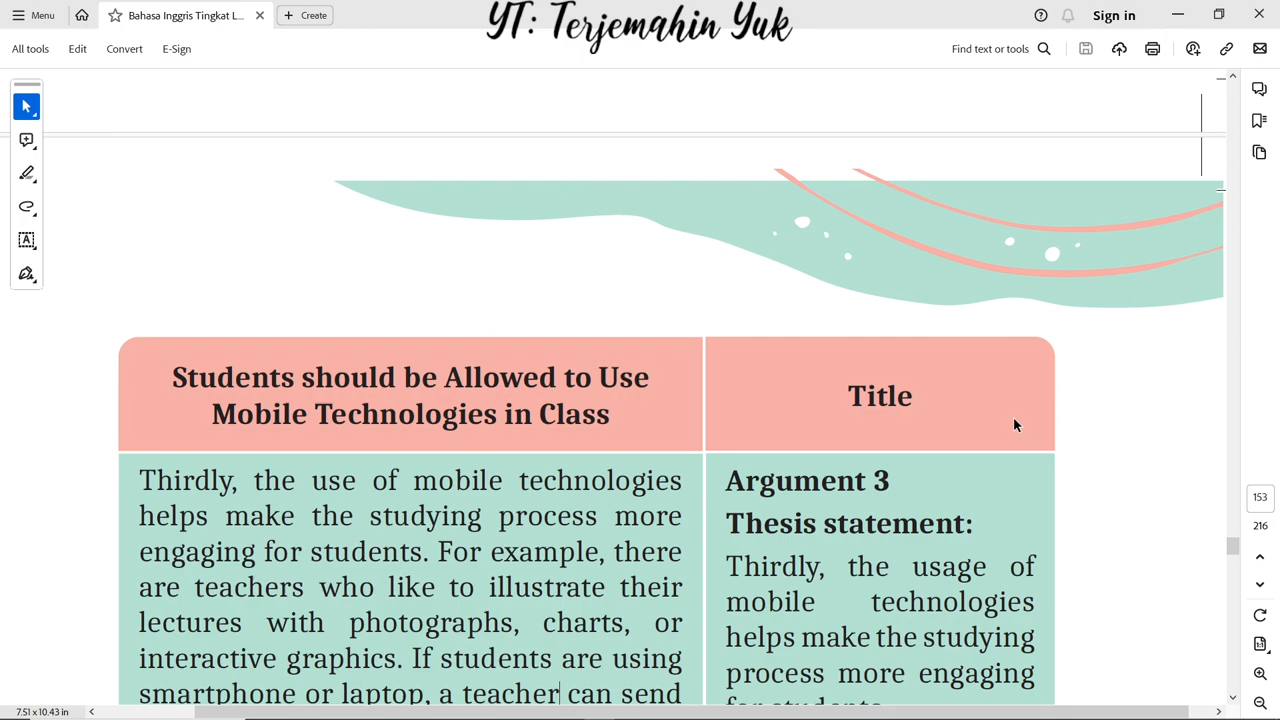 YT: Terjemahin Yuk
Menu
Bahasa Inggris Tingkat L...
Create
Sign in
All tools
Edit
Convert
E-Sign
Find text or tools
Students should be Allowed to Use
Mobile Technologies in Class
Title
Thirdly, the use of mobile technologies
helps make the studying process more
engaging for students. For example, there
are teachers who like to illustrate their
lectures with photographs, charts, or
interactive graphics. If students are using
smartphone or laptop, a teacher can send
Argument 3
Thesis statement:
Thirdly, the usage of
mobile technologies
helps make the studying
process more engaging
for students.
153
216
7.51 x 10.43 in